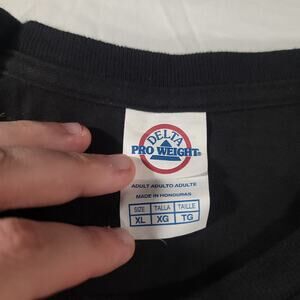 DELTA
PRO WEIGHT®
ADULT ADULTO ADULTE
MADE IN HONDURAS
SIZE TALLA TAILLE
XL XG TG